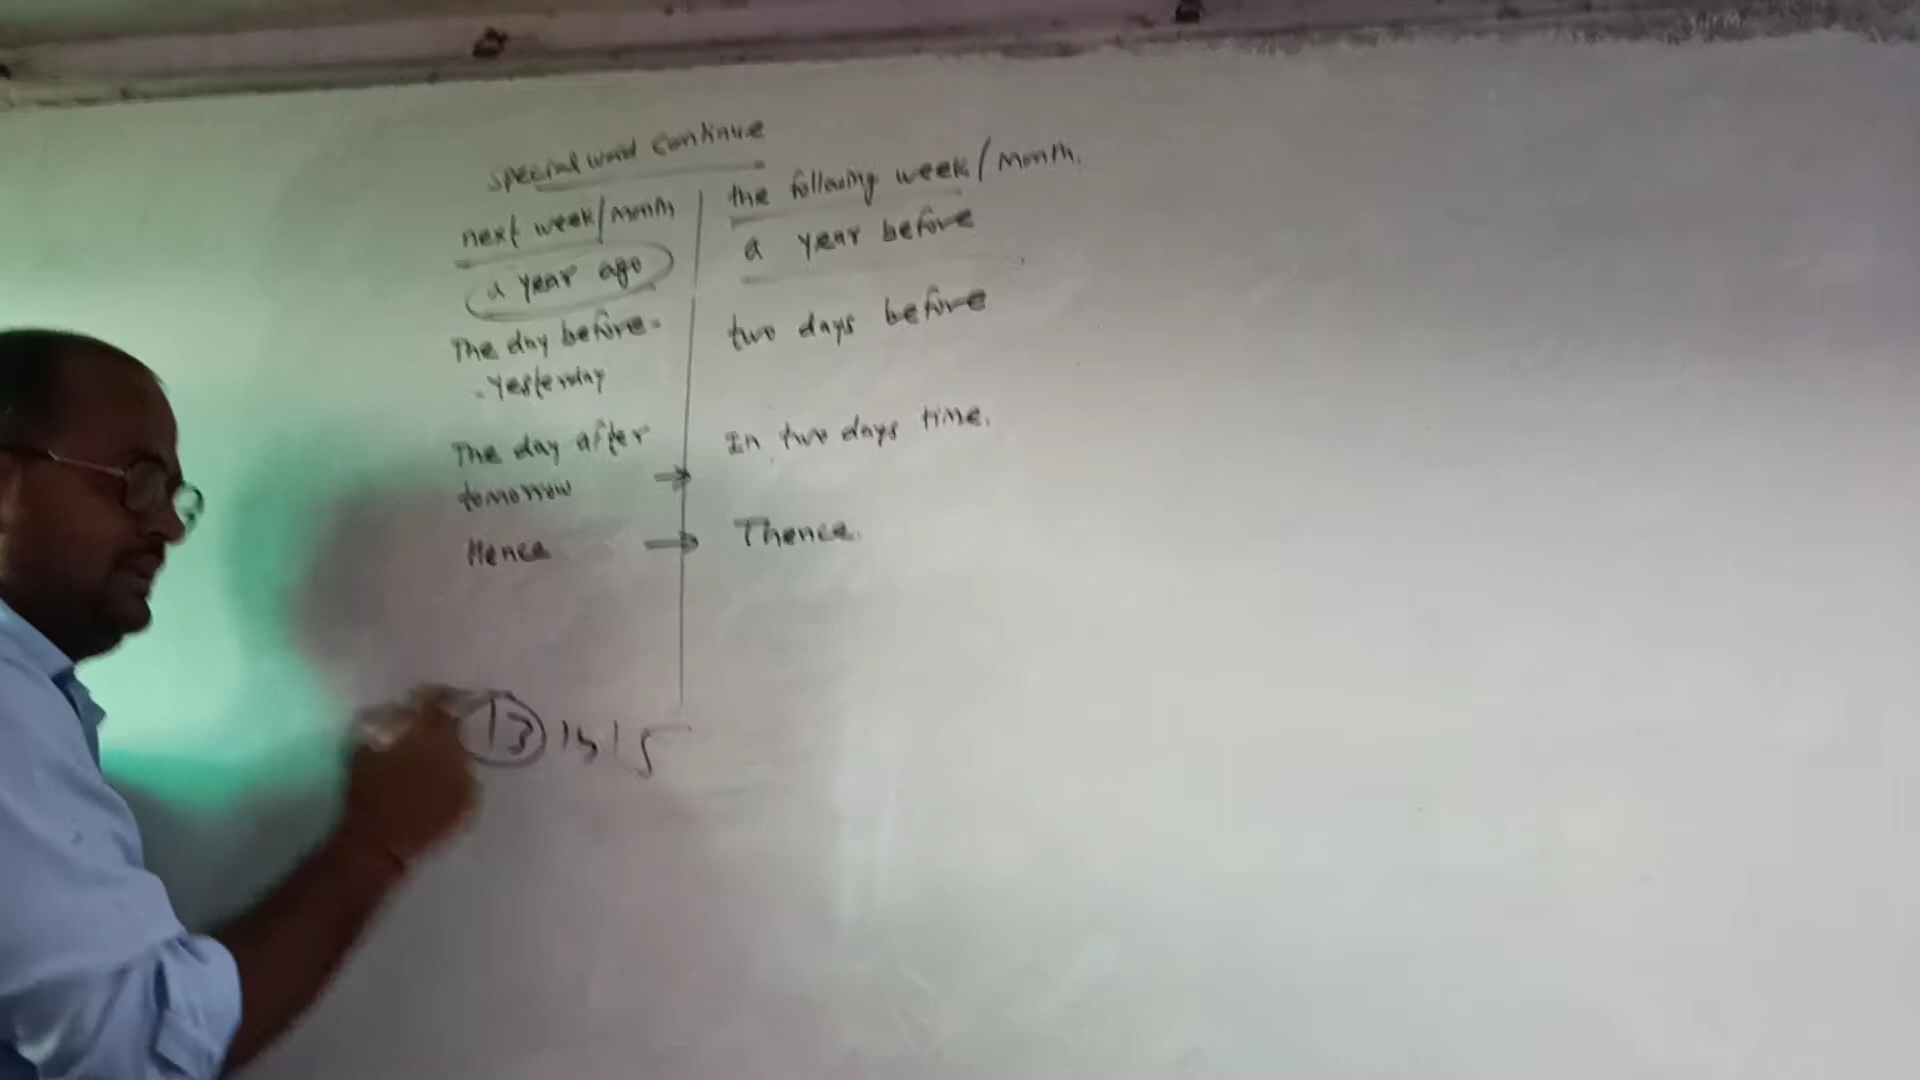 special word continue
next week/month | the following week/month.
a year ago | a year before
The day before = | two days before
= Yesterday
The day after | In two days time.
tomorrow →
Hence → Thence.
13 14 15